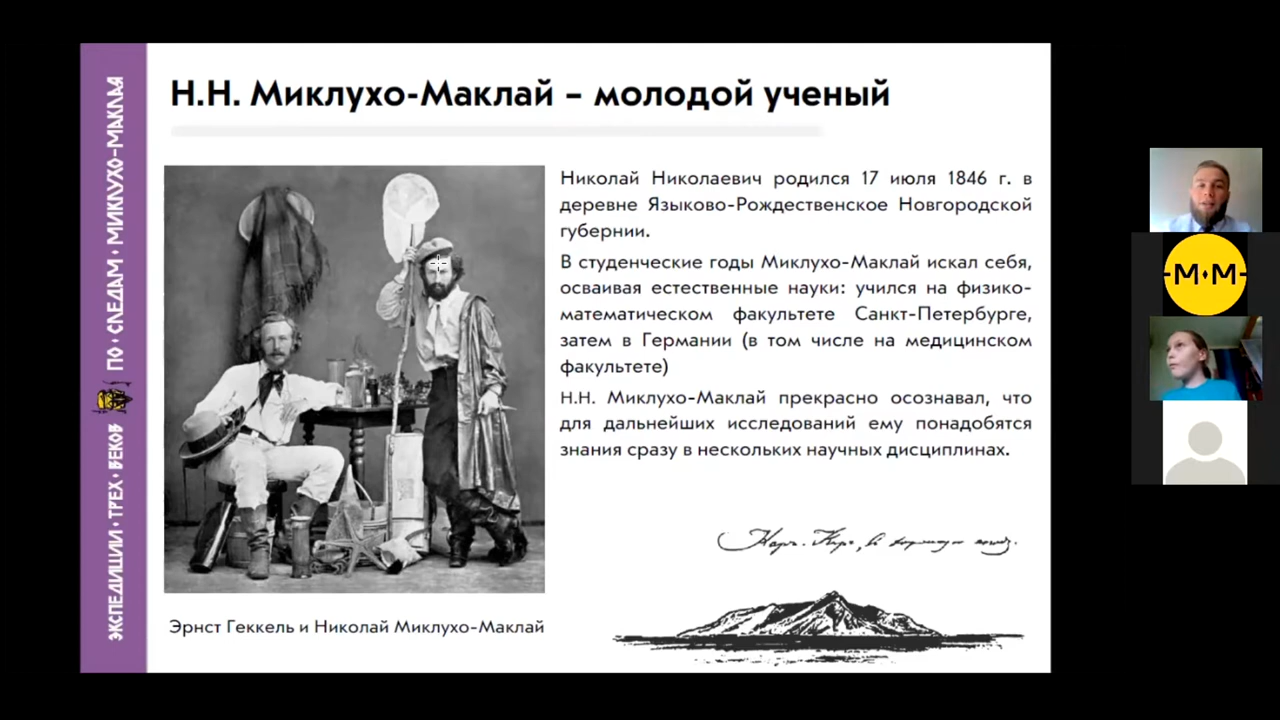 Н.Н. Миклухо-Маклай – молодой ученый
ЭКСПЕДИЦИИ • ТРЕХ • ВЕКОВ ПО • СЛЕДАМ • МИКЛУХО-МАКЛАЯ
Николай Николаевич родился 17 июля 1846 г. в
деревне Языково-Рождественское Новгородской
губернии.
В студенческие годы Миклухо-Маклай искал себя,
осваивая естественные науки: учился на физико-
математическом факультете Санкт-Петербурге,
затем в Германии (в том числе на медицинском
факультете)
Н.Н. Миклухо-Маклай прекрасно осознавал, что
для дальнейших исследований ему понадобятся
знания сразу в нескольких научных дисциплинах.
Эрнст Геккель и Николай Миклухо-Маклай
-М•М-